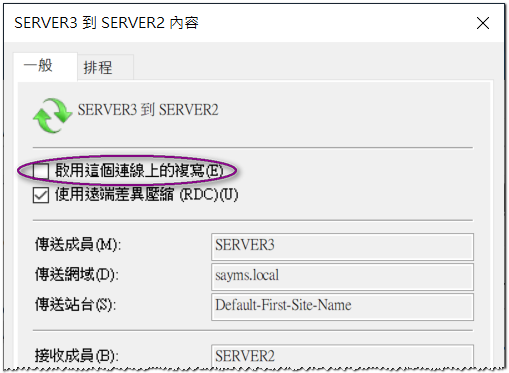 SERVER3 到 SERVER2 內容
一般
排程
SERVER3 到 SERVER2
啟用這個連線上的複寫(E)
使用遠端差異壓縮 (RDC)(U)
傳送成員(M): SERVER3
傳送網域(D): sayms.local
傳送站台(S): Default-First-Site-Name
接收成員(B): SERVER2